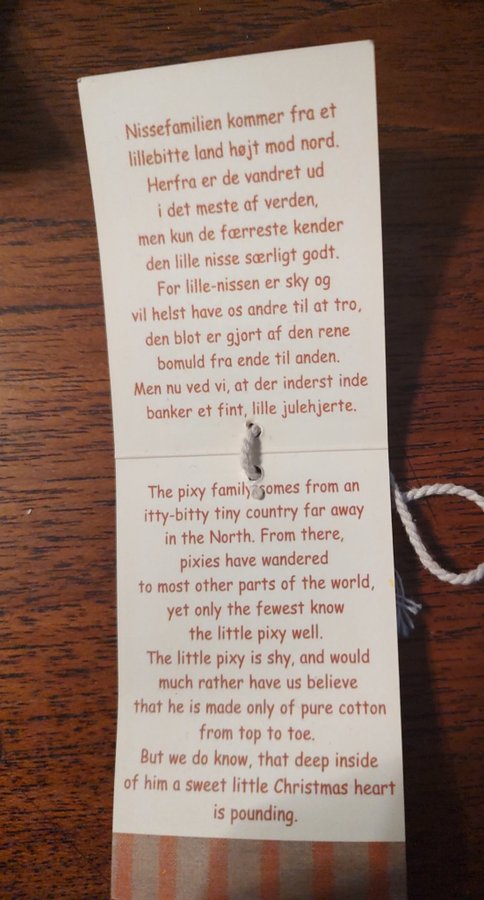 Nissefamilien kommer fra et
lillebitte land højt mod nord.
Herfra er de vandret ud
i det meste af verden,
men kun de færreste kender
den lille nisse særligt godt.
For lille-nissen er sky og
vil helst have os andre til at tro,
den blot er gjort af den rene
bomuld fra ende til anden.
Men nu ved vi, at der inderst inde
banker et fint, lille julehjerte.
The pixy family comes from an
itty-bitty tiny country far away
in the North. From there,
pixies have wandered
to most other parts of the world,
yet only the fewest know
the little pixy well.
The little pixy is shy, and would
much rather have us believe
that he is made only of pure cotton
from top to toe.
But we do know, that deep inside
of him a sweet little Christmas heart
is pounding.